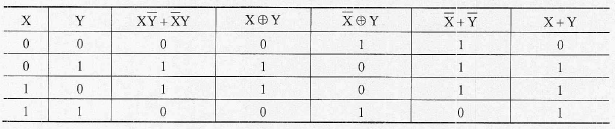 X Y XY̅ + X̅Y X ⊕ Y X̅ ⊕ Y X̅ + Y̅ X + Y
0 0 0 0 1 1 0
0 1 1 1 0 1 1
1 0 1 1 0 1 1
1 1 0 0 1 0 1